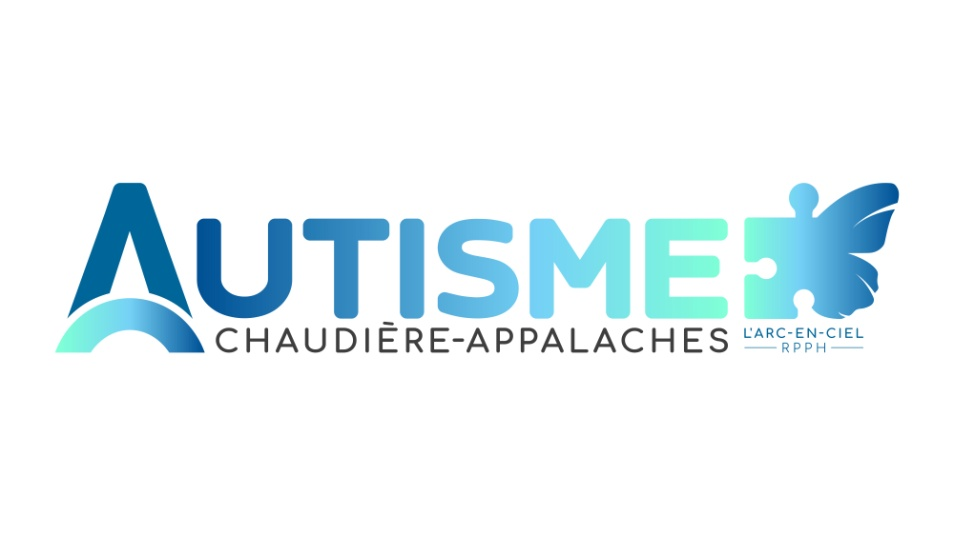 AUTISME
CHAUDIÈRE-APPALACHES
L'ARC-EN-CIEL
RPPH